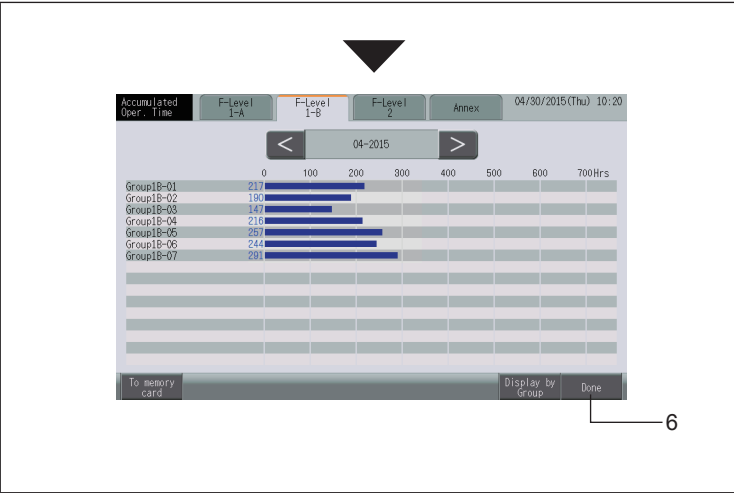 Accumulated
Oper. Time
F-Level
1-A
F-Level
1-B
F-Level
2
Annex
04/30/2015(Thu) 10:20
<
04-2015
>
0 100 200 300 400 500 600 700Hrs
Group1B-01 217
Group1B-02 190
Group1B-03 147
Group1B-04 216
Group1B-05 257
Group1B-06 244
Group1B-07 291
To memory
card
Display by
Group
Done
6